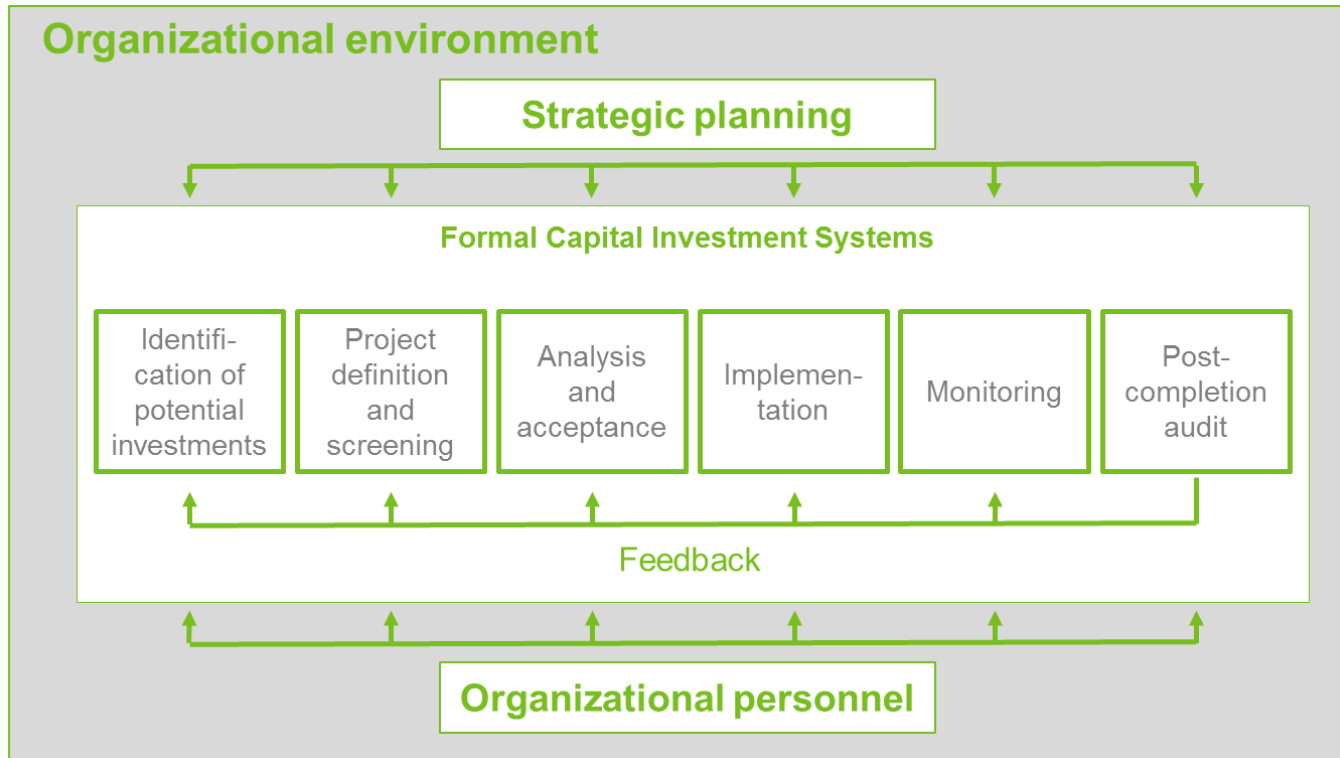 Organizational environment
Strategic planning
Formal Capital Investment Systems
Identifi-
cation of
potential
investments
Project
definition
and
screening
Analysis
and
acceptance
Implemen-
tation
Monitoring
Post-
completion
audit
Feedback
Organizational personnel